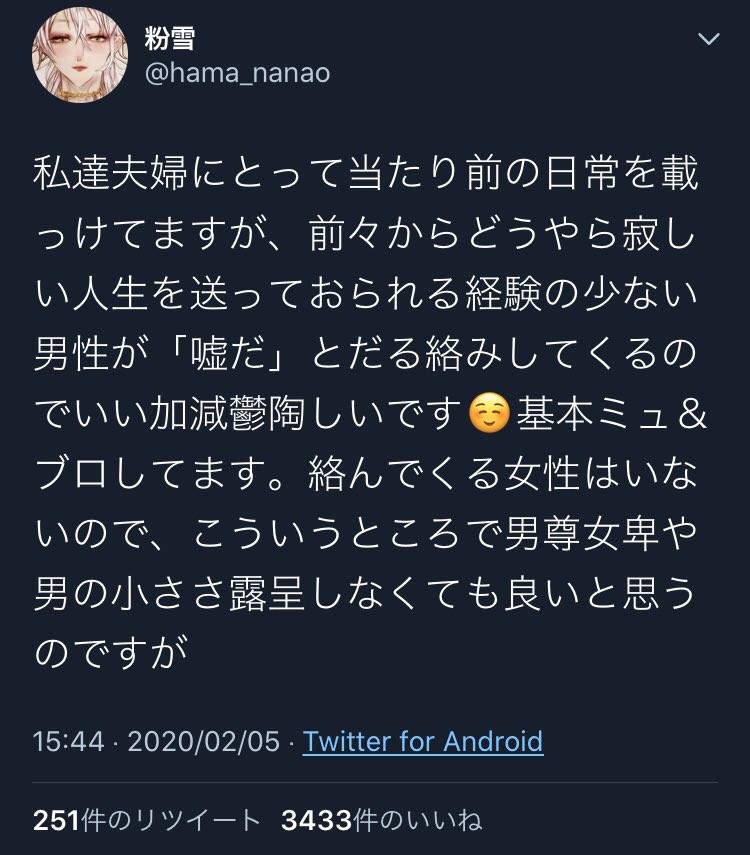 粉雪
@hama_nanao
私達夫婦にとって当たり前の日常を載
っけてますが、前々からどうやら寂し
い人生を送っておられる経験の少ない
男性が「嘘だ」とだる絡みしてくるの
でいい加減鬱陶しいです☺️基本ミュ＆
ブロしてます。絡んでくる女性はいな
いので、こういうところで男尊女卑や
男の小ささ露呈しなくても良いと思う
のですが
15:44 · 2020/02/05 · Twitter for Android
251件のリツイート 3433件のいいね